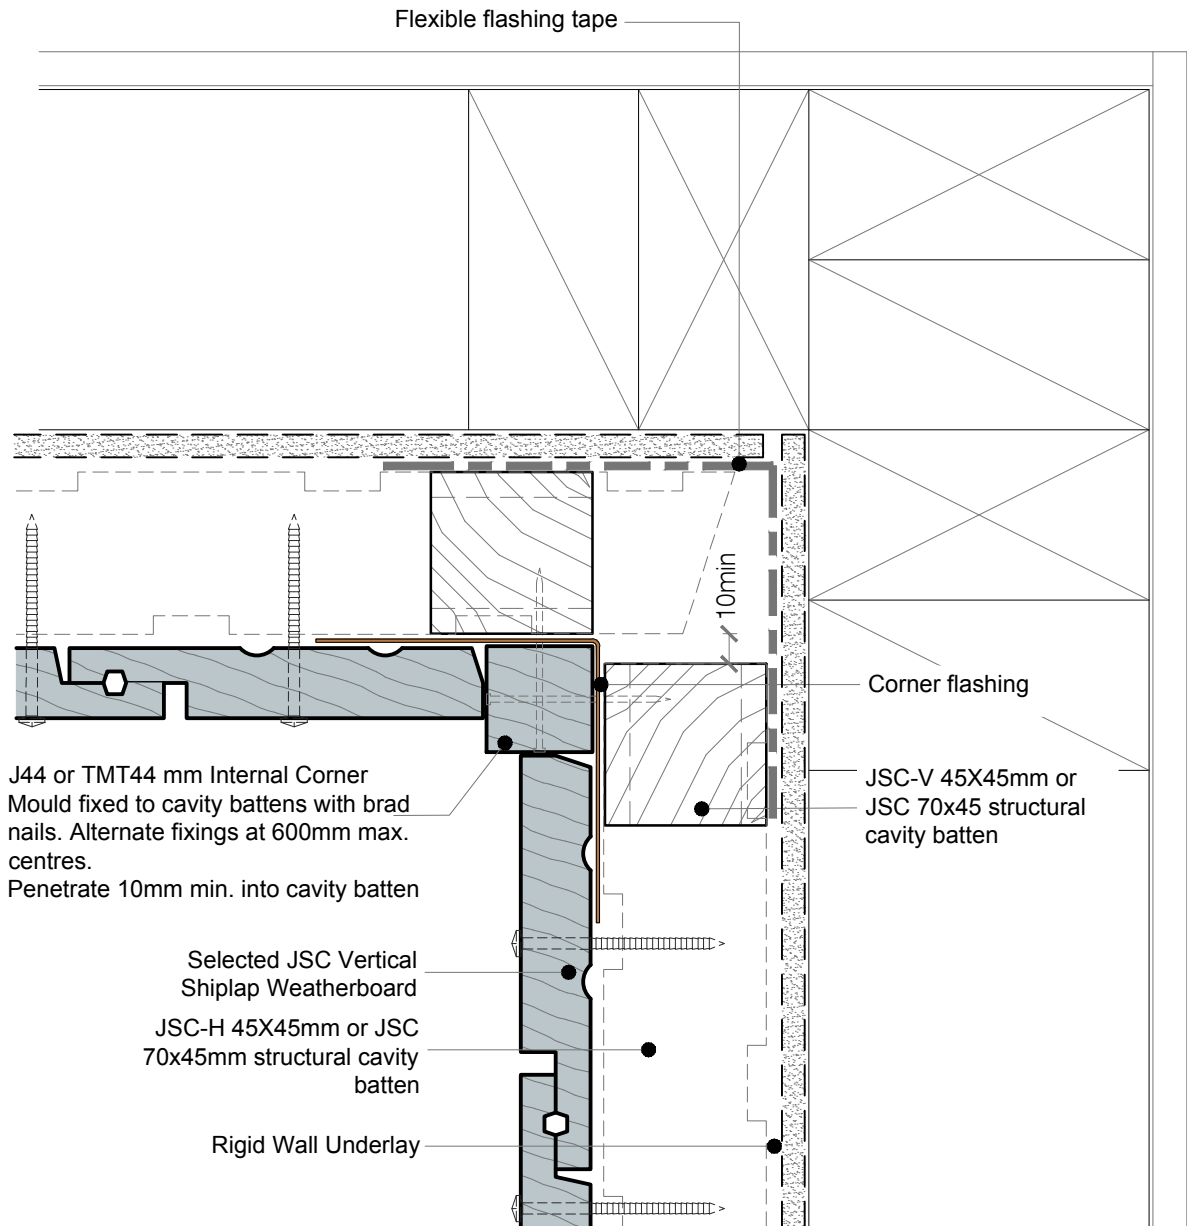 Flexible flashing tape
10min
Corner flashing
J44 or TMT44 mm Internal Corner
Mould fixed to cavity battens with brad
nails. Alternate fixings at 600mm max.
centres.
Penetrate 10mm min. into cavity batten
JSC-V 45X45mm or
JSC 70x45 structural
cavity batten
Selected JSC Vertical
Shiplap Weatherboard
JSC-H 45X45mm or JSC
70x45mm structural cavity
batten
Rigid Wall Underlay